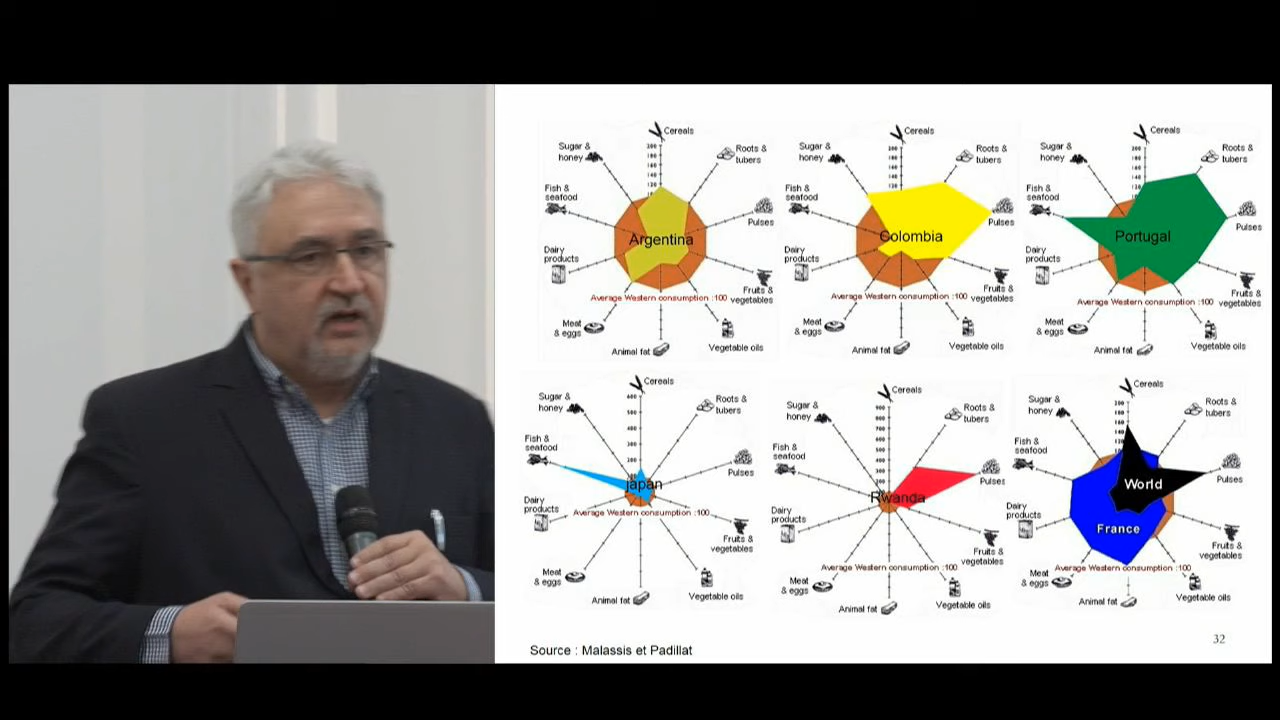 Cereals
Sugar &
honey
Roots &
tubers
Fish &
seafood
Pulses
Argentina
Dairy
products
Fruits &
vegetables
Average Western consumption :100
Meat
& eggs
Animal fat
Vegetable oils
Cereals
Sugar &
honey
Roots &
tubers
Fish &
seafood
Pulses
Colombia
Dairy
products
Fruits &
vegetables
Average Western consumption :100
Meat
& eggs
Animal fat
Vegetable oils
Cereals
Sugar &
honey
Roots &
tubers
Fish &
seafood
Pulses
Portugal
Dairy
products
Fruits &
vegetables
Average Western consumption :100
Meat
& eggs
Animal fat
Vegetable oils
Cereals
Sugar &
honey
Roots &
tubers
Fish &
seafood
Pulses
japan
Dairy
products
Average Western consumption :100
Fruits &
vegetables
Meat
& eggs
Animal fat
Vegetable oils
Cereals
Sugar &
honey
Roots &
tubers
Fish &
seafood
Pulses
Rwanda
Dairy
products
Fruits &
vegetables
Average Western consumption :100
Meat
& eggs
Animal fat
Vegetable oils
Cereals
Sugar &
honey
Roots &
tubers
Fish &
seafood
Pulses
World
France
Dairy
products
Fruits &
vegetables
Average Western consumption :100
Meat
& eggs
Animal fat
Vegetable oils
32
Source : Malassis et Padillat